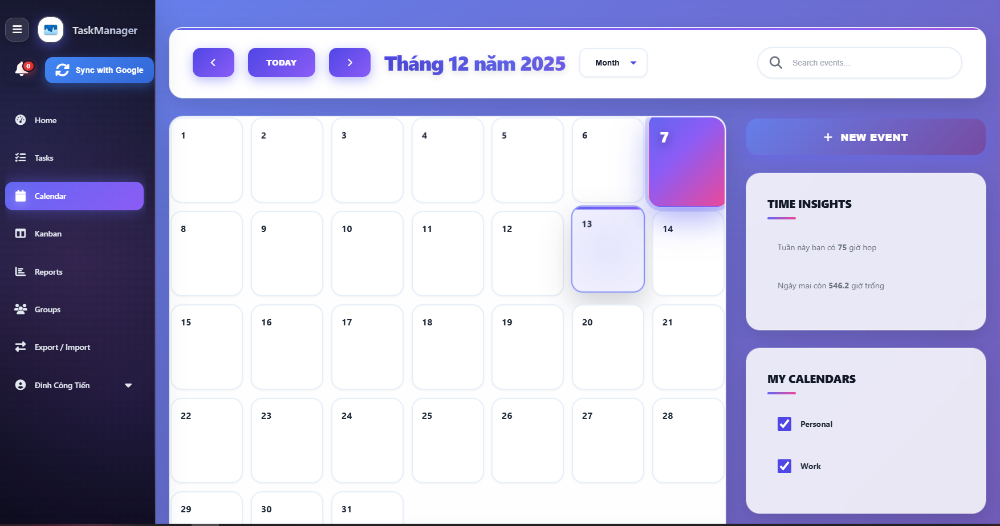 TaskManager
0
Sync with Google
Home
Tasks
Calendar
Kanban
Reports
Groups
Export / Import
Đinh Công Tiến
TODAY
Tháng 12 năm 2025
Month
Search events...
1 2 3 4 5 6 7
8 9 10 11 12 13 14
15 16 17 18 19 20 21
22 23 24 25 26 27 28
29 30 31
+ NEW EVENT
TIME INSIGHTS
Tuần này bạn có 75 giờ họp
Ngày mai còn 546.2 giờ trống
MY CALENDARS
Personal
Work